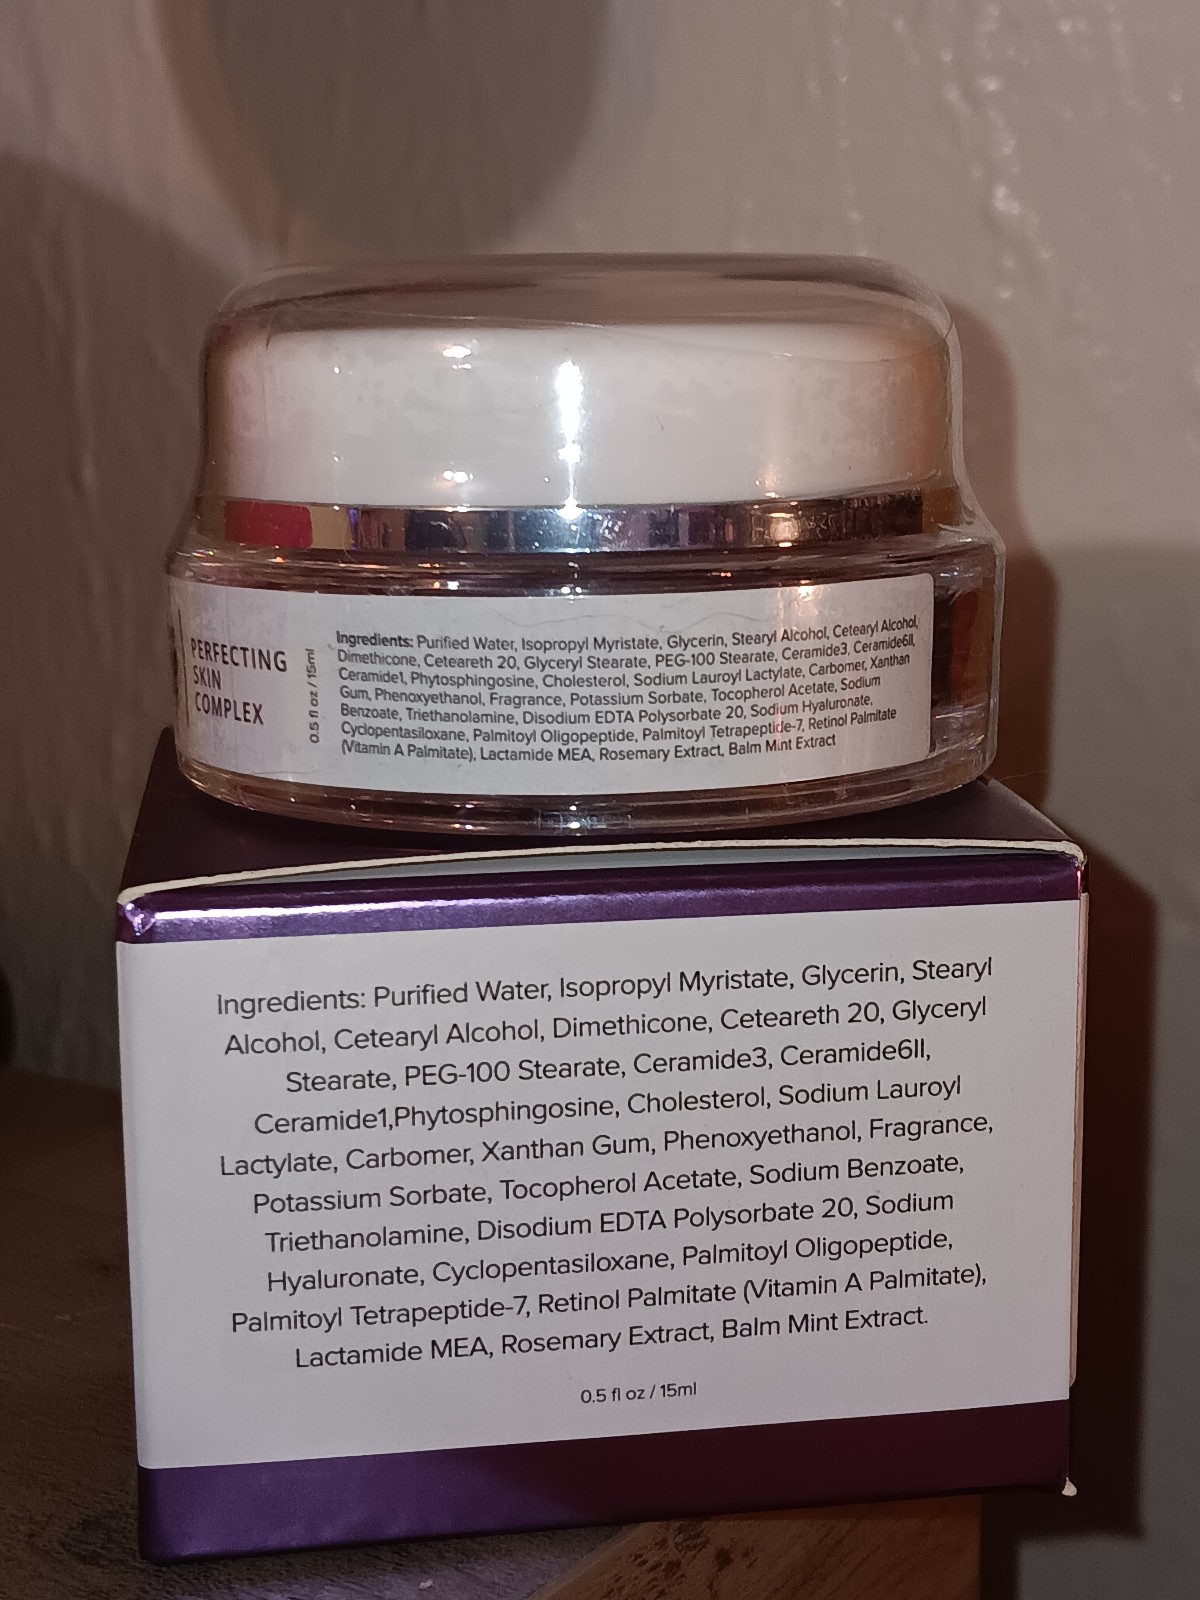 PERFECTING
SKIN
COMPLEX
0.5 fl oz / 15ml
Ingredients: Purified Water, Isopropyl Myristate, Glycerin, Stearyl Alcohol, Cetearyl Alcohol,
Dimethicone, Ceteareth 20, Glyceryl Stearate, PEG-100 Stearate, Ceramide3, Ceramide6II,
Ceramide1, Phytosphingosine, Cholesterol, Sodium Lauroyl Lactylate, Carbomer, Xanthan
Gum, Phenoxyethanol, Fragrance, Potassium Sorbate, Tocopherol Acetate, Sodium
Benzoate, Triethanolamine, Disodium EDTA Polysorbate 20, Sodium Hyaluronate,
Cyclopentasiloxane, Palmitoyl Oligopeptide, Palmitoyl Tetrapeptide-7, Retinol Palmitate
(Vitamin A Palmitate), Lactamide MEA, Rosemary Extract, Balm Mint Extract
Ingredients: Purified Water, Isopropyl Myristate, Glycerin, Stearyl
Alcohol, Cetearyl Alcohol, Dimethicone, Ceteareth 20, Glyceryl
Stearate, PEG-100 Stearate, Ceramide3, Ceramide6II,
Ceramide1,Phytosphingosine, Cholesterol, Sodium Lauroyl
Lactylate, Carbomer, Xanthan Gum, Phenoxyethanol, Fragrance,
Potassium Sorbate, Tocopherol Acetate, Sodium Benzoate,
Triethanolamine, Disodium EDTA Polysorbate 20, Sodium
Hyaluronate, Cyclopentasiloxane, Palmitoyl Oligopeptide,
Palmitoyl Tetrapeptide-7, Retinol Palmitate (Vitamin A Palmitate),
Lactamide MEA, Rosemary Extract, Balm Mint Extract.
0.5 fl oz / 15ml